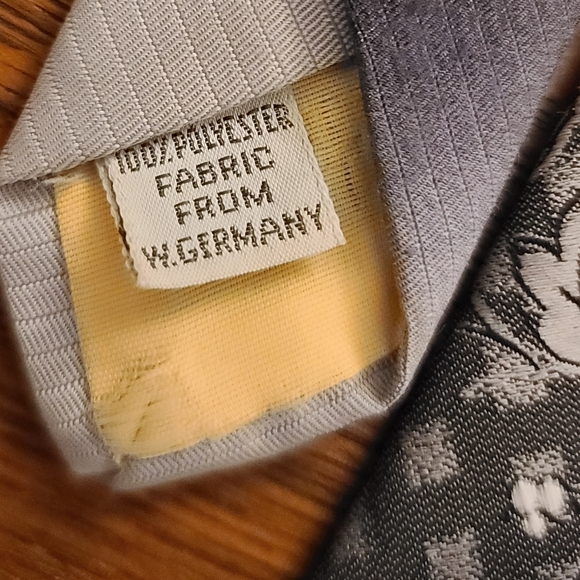 100% POLYESTER
FABRIC
FROM
W.GERMANY